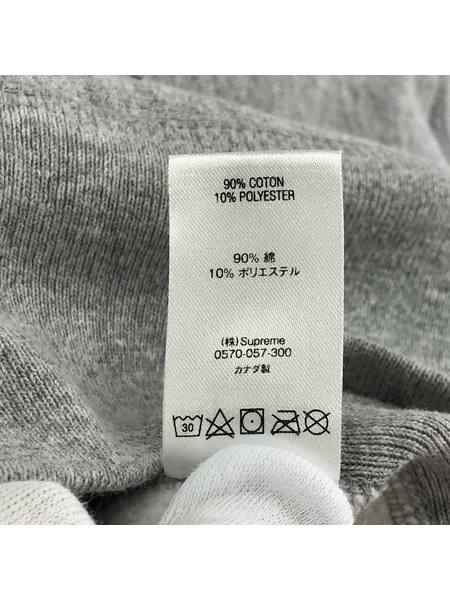 90% COTON
10% POLYESTER
90% 綿
10% ポリエステル
(株)Supreme
0570-057-300
カナダ製
30